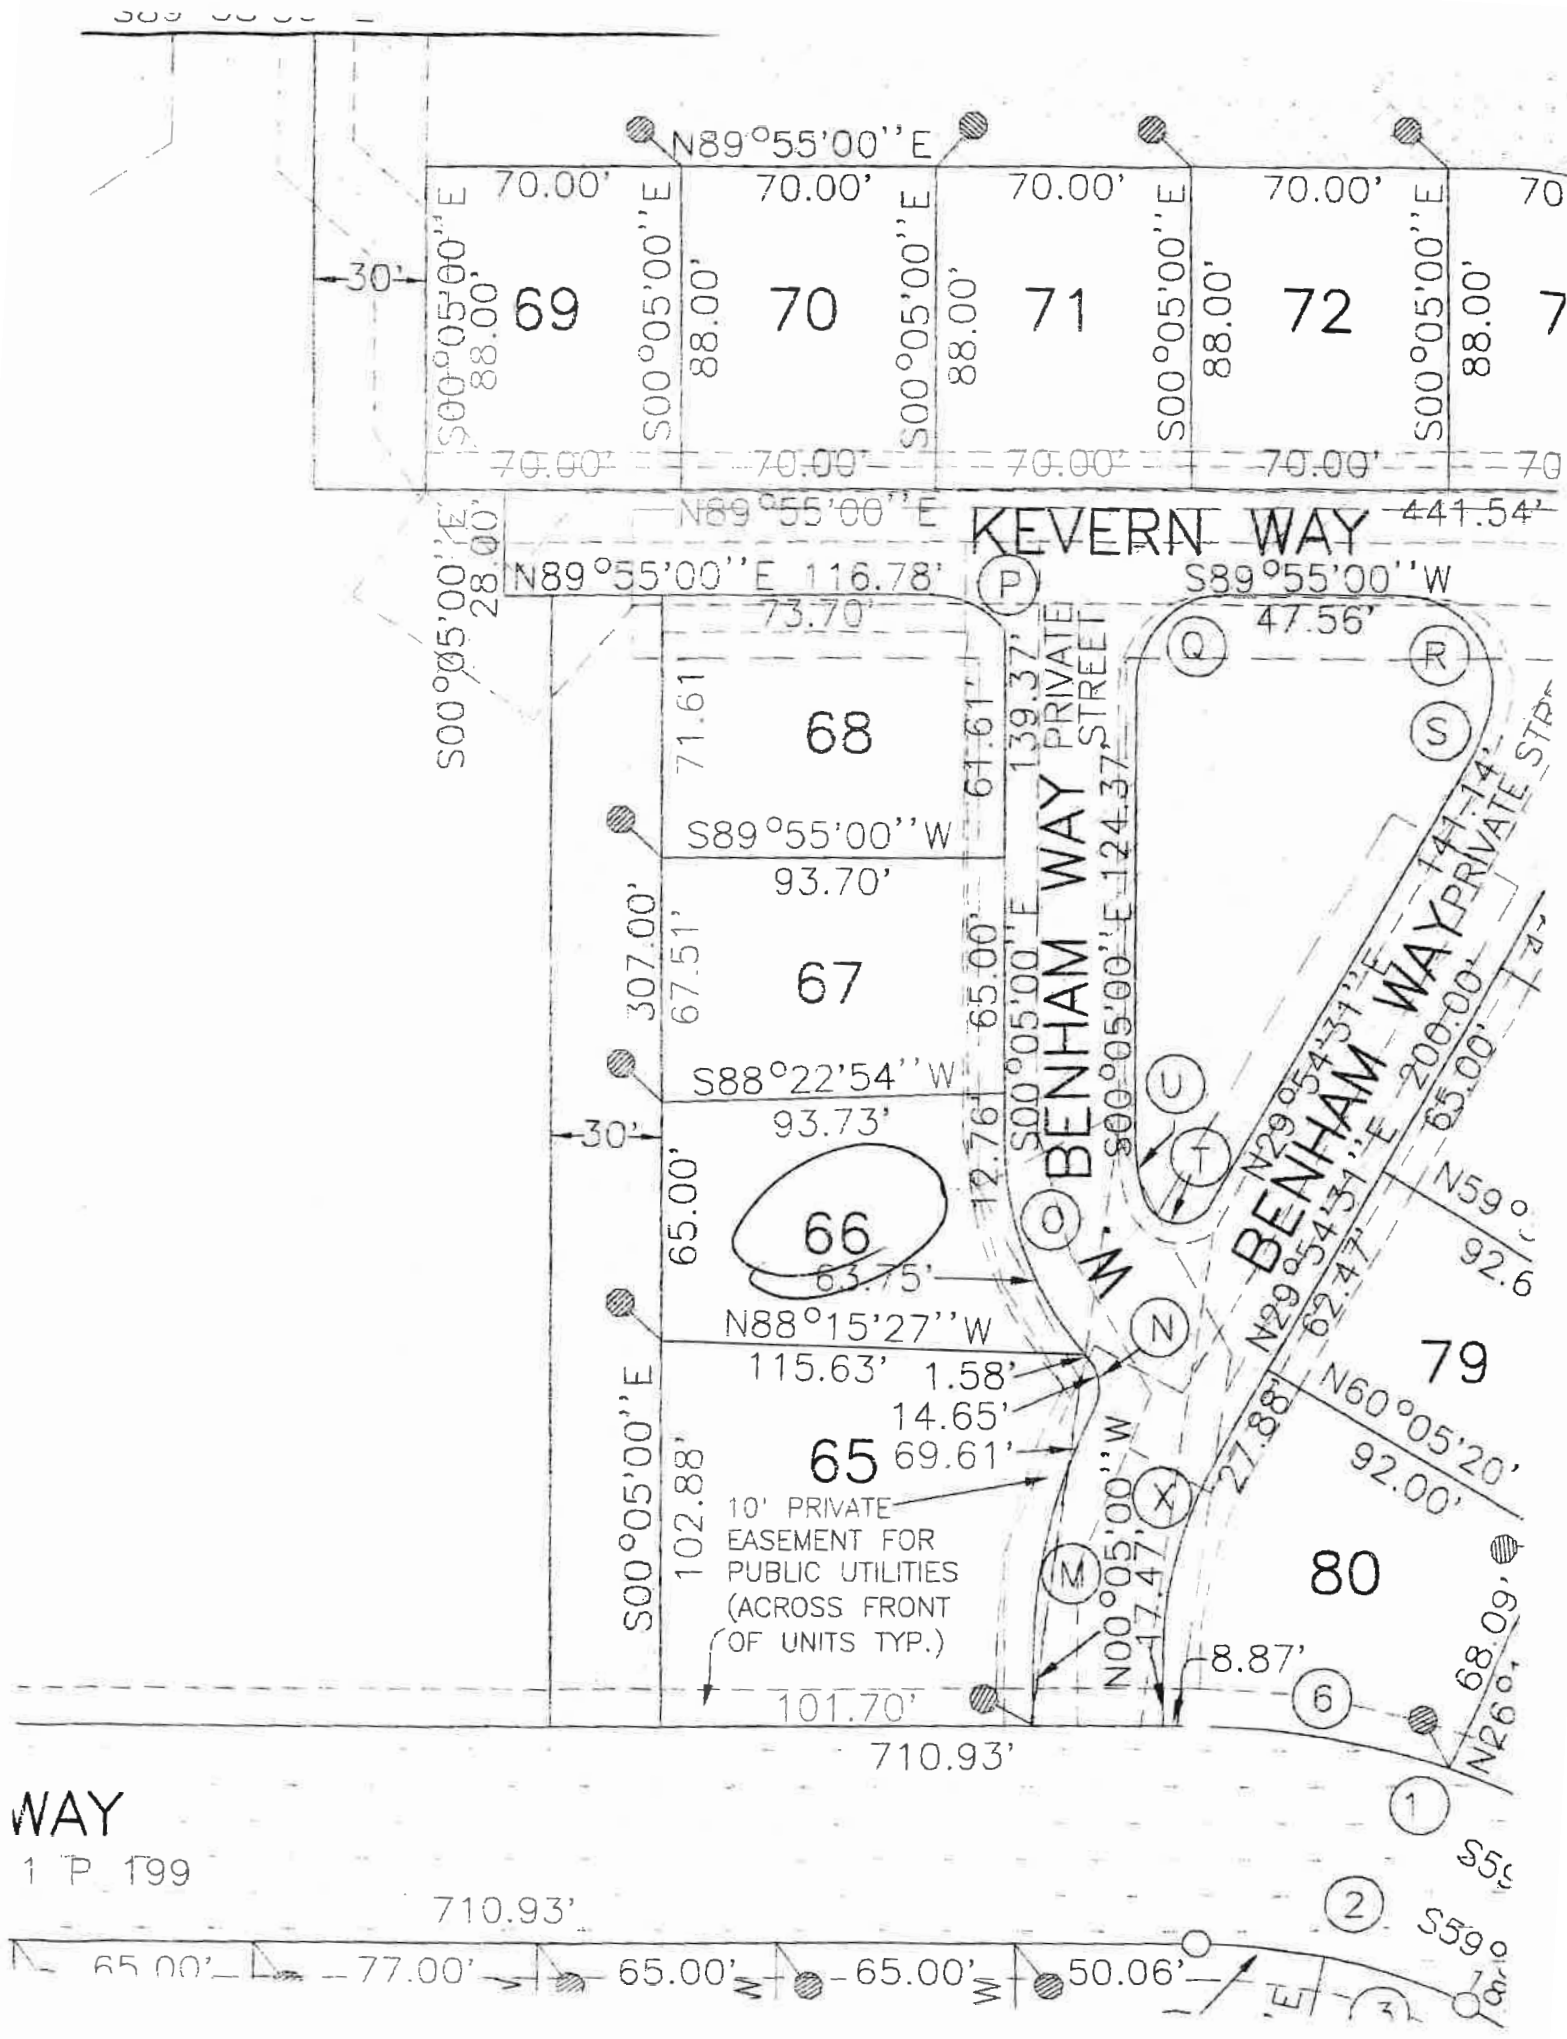 N89°55'00''E
70.00'
70.00'
70.00'
70.00'
70
S00°05'00''E
88.00'
S00°05'00''E
88.00'
S00°05'00''E
88.00'
S00°05'00''E
88.00'
S00°05'00''E
88.00'
30'
69
70
71
72
7
70.00'
70.00'
70.00'
70.00'
70
N89°55'00''E
KEVERN WAY
441.54'
S00°05'00''E
28.00'
N89°55'00''E 116.78'
P
S89°55'00''W
73.70'
47.56'
Q
R
S
71.61
68
61.61'
139.37'
PRIVATE
STREET
S89°55'00''W
93.70'
307.00'
67.51'
67
65.00'
S00°05'00''E
BENHAM WAY
S00°05'00''E 124.37'
141.14'
PRIVATE
BENHAM WAY
N29°54'31''E
N29°54'31''E 200.00'
65.00'
S88°22'54''W
93.73'
30'
65.00'
66
12.76'
U
T
O
W.
63.75'
N
N59°
92.6
62.47'
N88°15'27''W
115.63'
1.58'
14.65'
79
S00°05'00''E
102.88'
65
69.61'
N60°05'20'
92.00'
27.88'
10' PRIVATE
EASEMENT FOR
PUBLIC UTILITIES
(ACROSS FRONT
OF UNITS TYP.)
N00°05'00''W
17.47'
X
M
80
8.87'
6
68.09'
N26°
101.70'
710.93'
1
WAY
1 P 199
710.93'
2
S59°
65.00'
77.00'
65.00'
W
65.00'
W
50.06'
'E
3